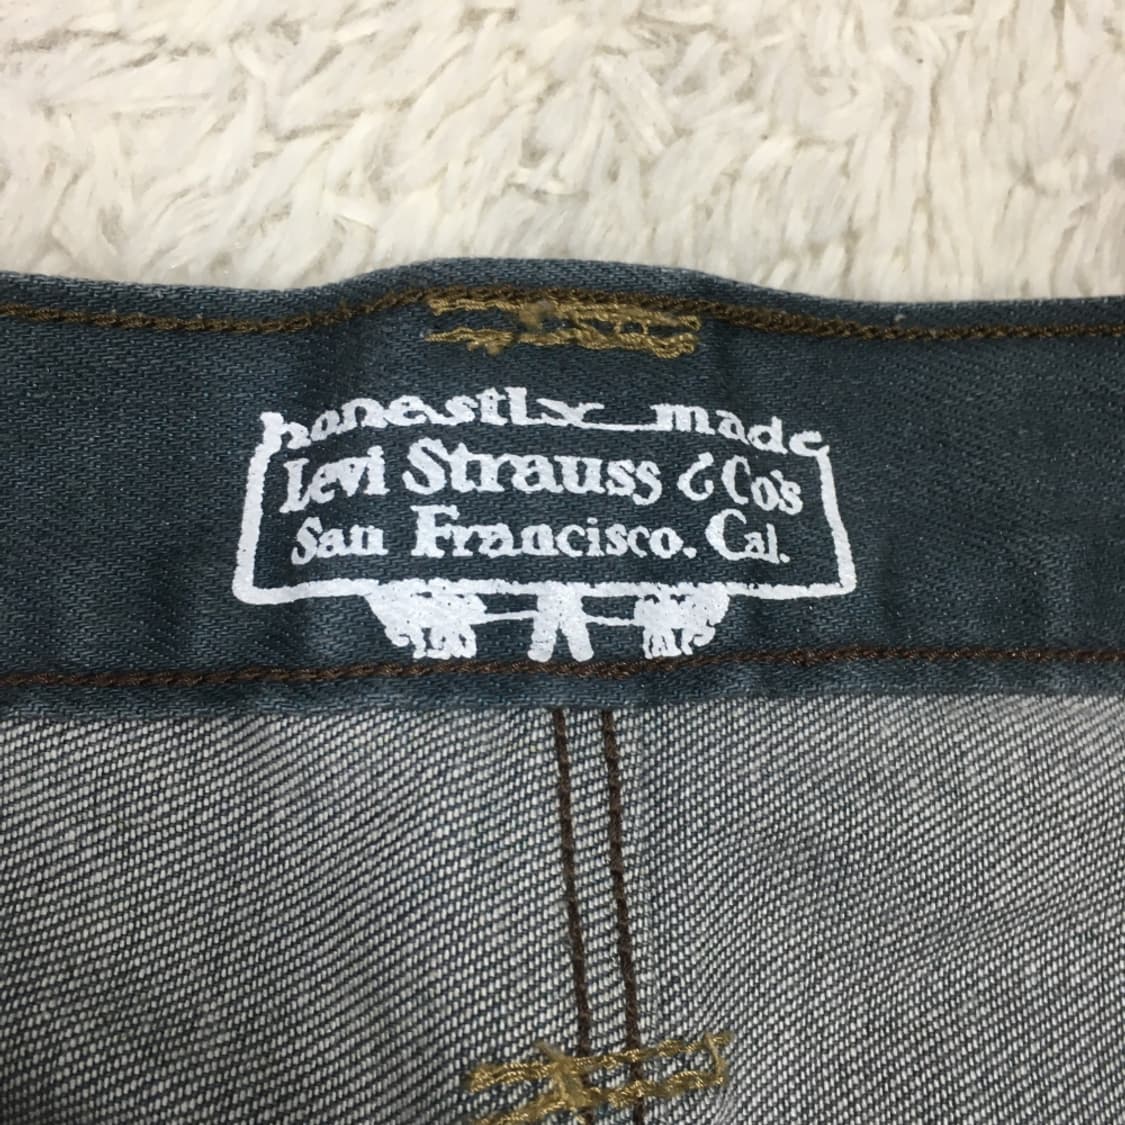 honestly made
Levi Strauss & Co's
San Francisco. Cal.